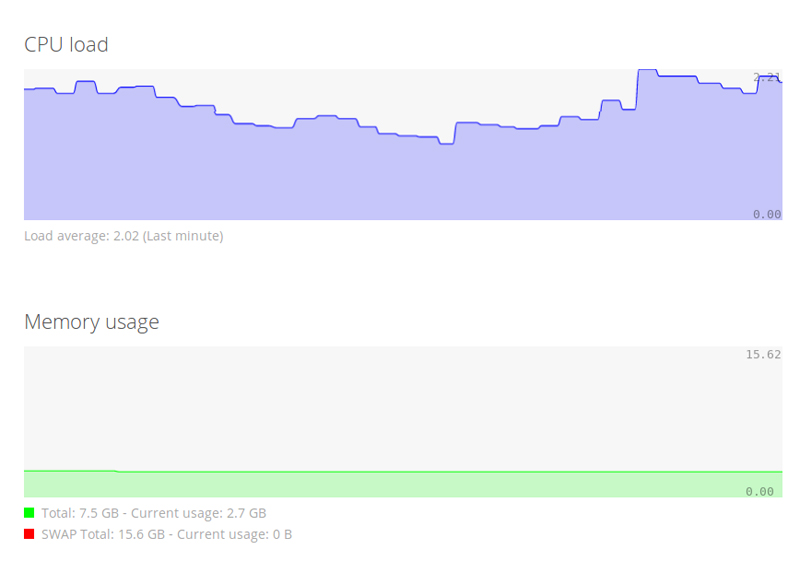 CPU load
2.21
0.00
Load average: 2.02 (Last minute)
Memory usage
15.62
0.00
Total: 7.5 GB - Current usage: 2.7 GB
SWAP Total: 15.6 GB - Current usage: 0 B